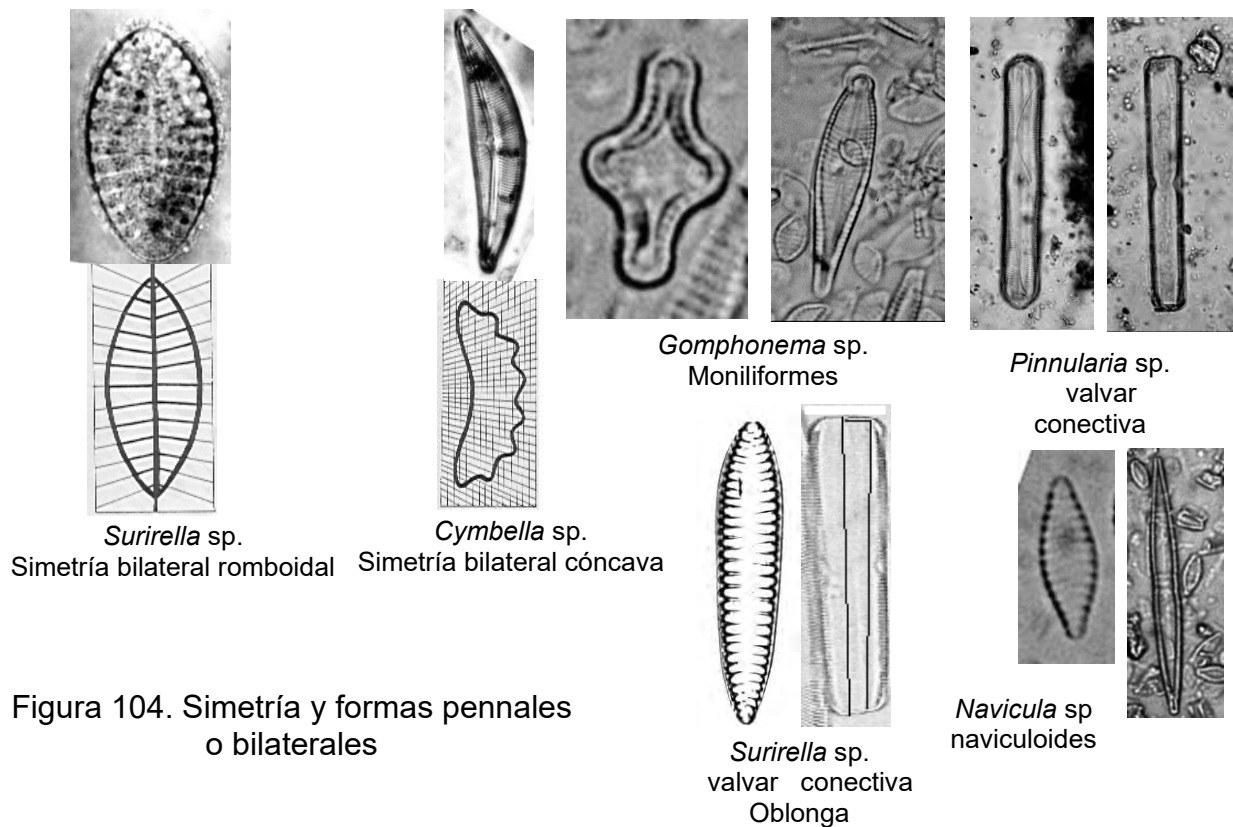 Surirella sp.
Simetría bilateral romboidal
Cymbella sp.
Simetría bilateral cóncava
Gomphonema sp.
Moniliformes
Pinnularia sp.
valvar
conectiva
Surirella sp.
valvar conectiva
Oblonga
Navicula sp
naviculoides
Figura 104. Simetría y formas pennales
o bilaterales